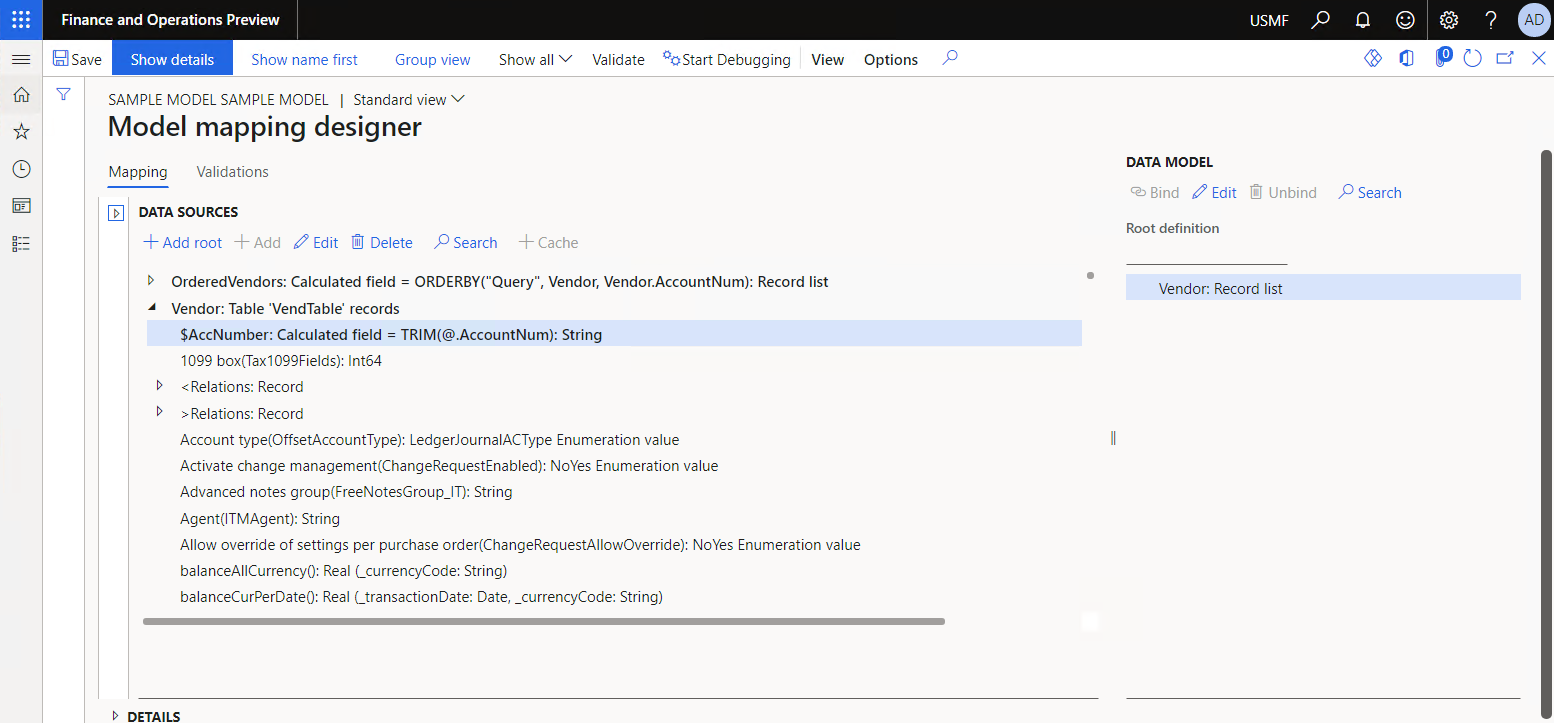 Finance and Operations Preview
USMF
AD
Save
Show details
Show name first
Group view
Show all
Validate
Start Debugging
View
Options
0
SAMPLE MODEL SAMPLE MODEL | Standard view
Model mapping designer
Mapping
Validations
DATA SOURCES
Add root
Add
Edit
Delete
Search
Cache
OrderedVendors: Calculated field = ORDERBY("Query", Vendor, Vendor.AccountNum): Record list
Vendor: Table 'VendTable' records
$AccNumber: Calculated field = TRIM(@.AccountNum): String
1099 box(Tax1099Fields): Int64
<Relations: Record
>Relations: Record
Account type(OffsetAccountType): LedgerJournalACType Enumeration value
Activate change management(ChangeRequestEnabled): NoYes Enumeration value
Advanced notes group(FreeNotesGroup_IT): String
Agent(ITMAgent): String
Allow override of settings per purchase order(ChangeRequestAllowOverride): NoYes Enumeration value
balanceAllCurrency(): Real (_currencyCode: String)
balanceCurPerDate(): Real (_transactionDate: Date, _currencyCode: String)
DETAILS
DATA MODEL
Bind
Edit
Unbind
Search
Root definition
Vendor: Record list